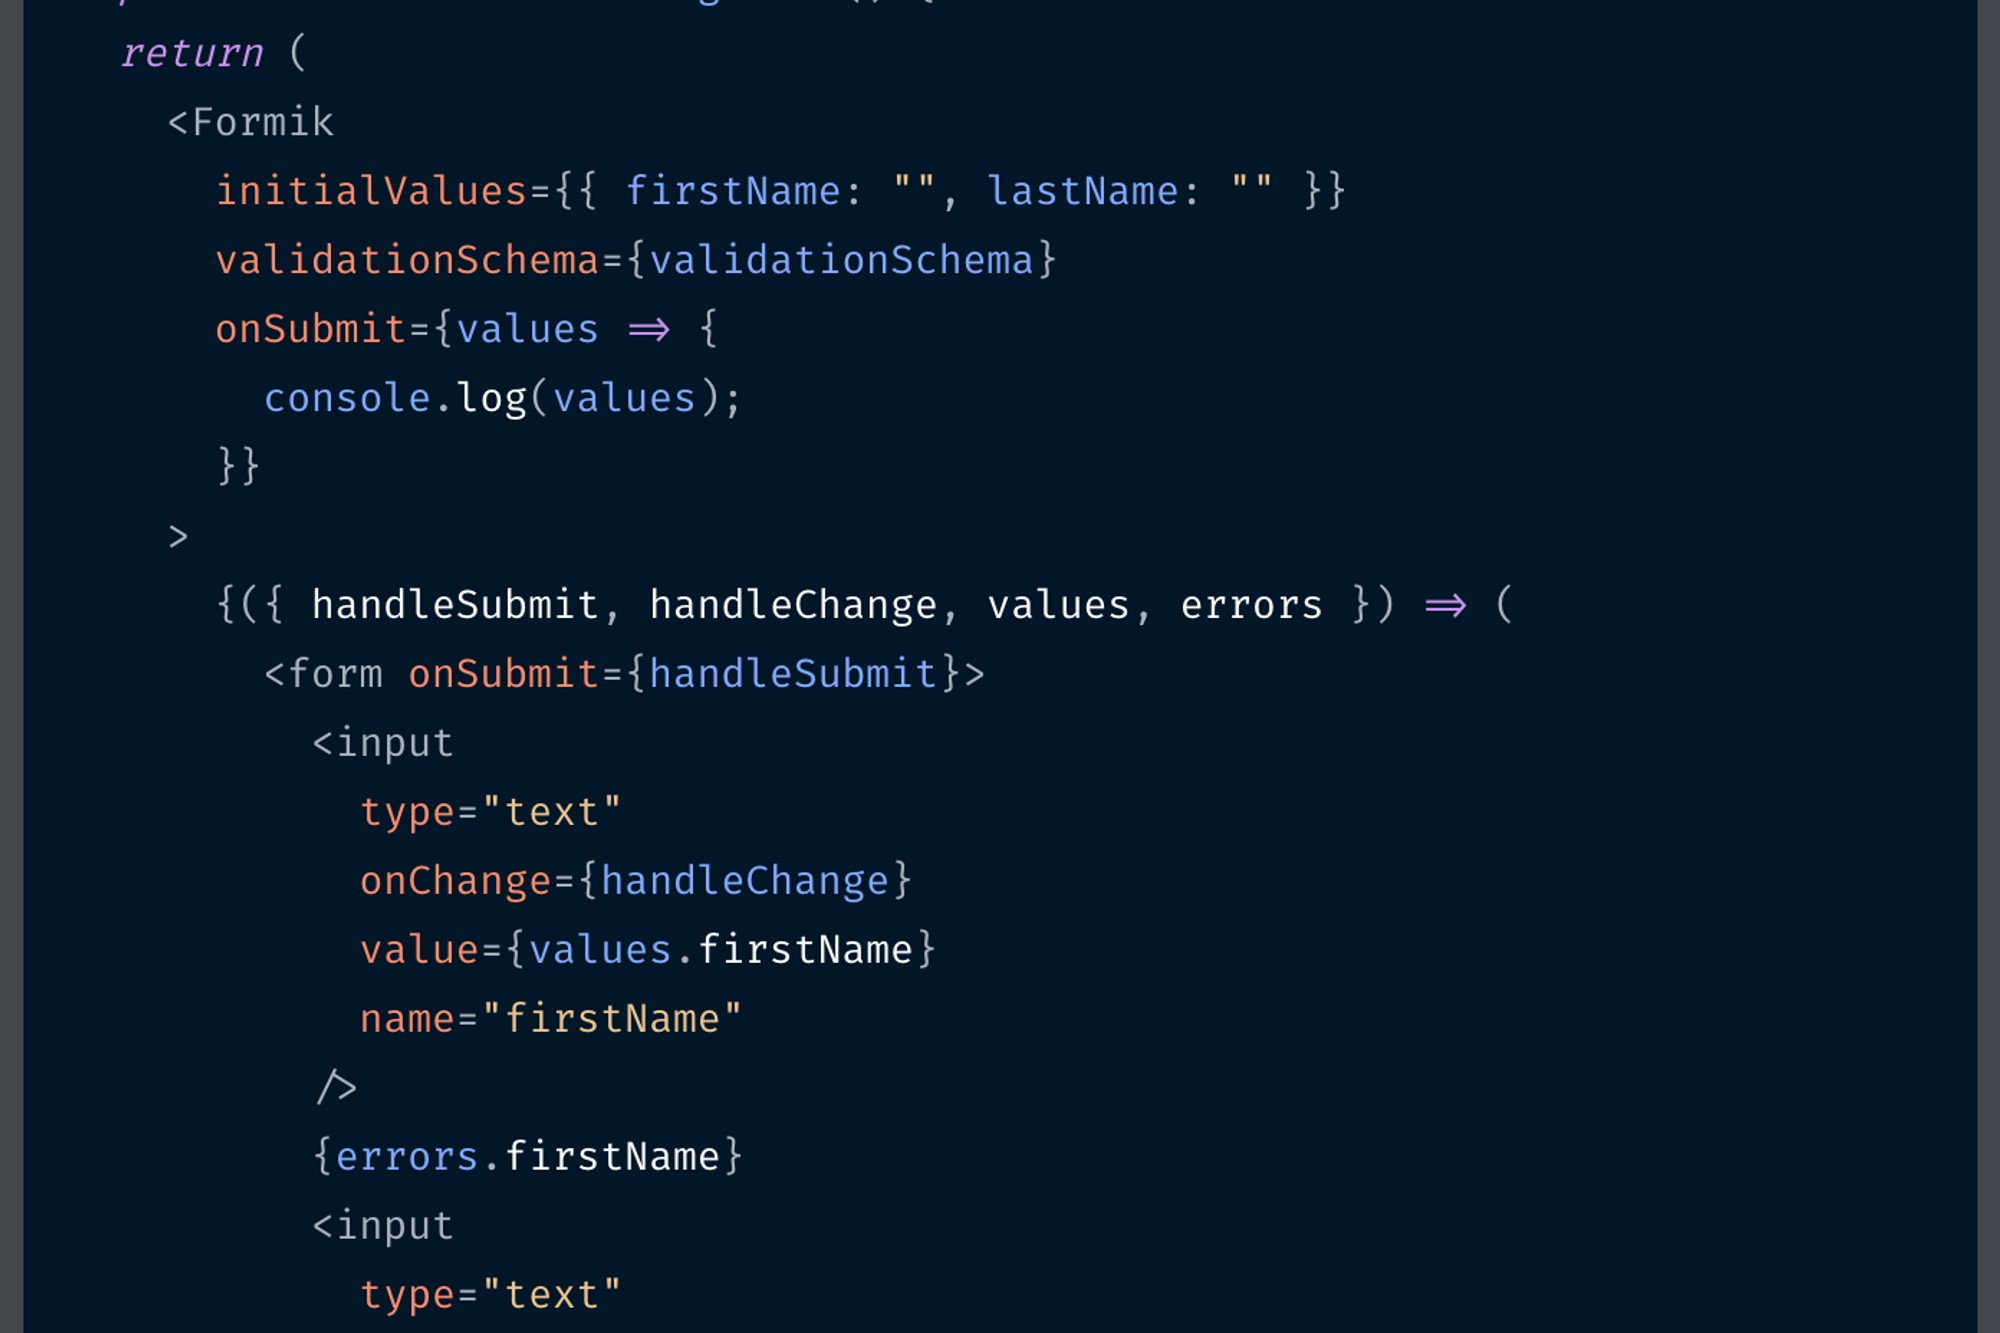 return (
<Formik
initialValues={{ firstName: "", lastName: "" }}
validationSchema={validationSchema}
onSubmit={values => {
console.log(values);
}}
>
{({ handleSubmit, handleChange, values, errors }) => (
<form onSubmit={handleSubmit}>
<input
type="text"
onChange={handleChange}
value={values.firstName}
name="firstName"
/>
{errors.firstName}
<input
type="text"